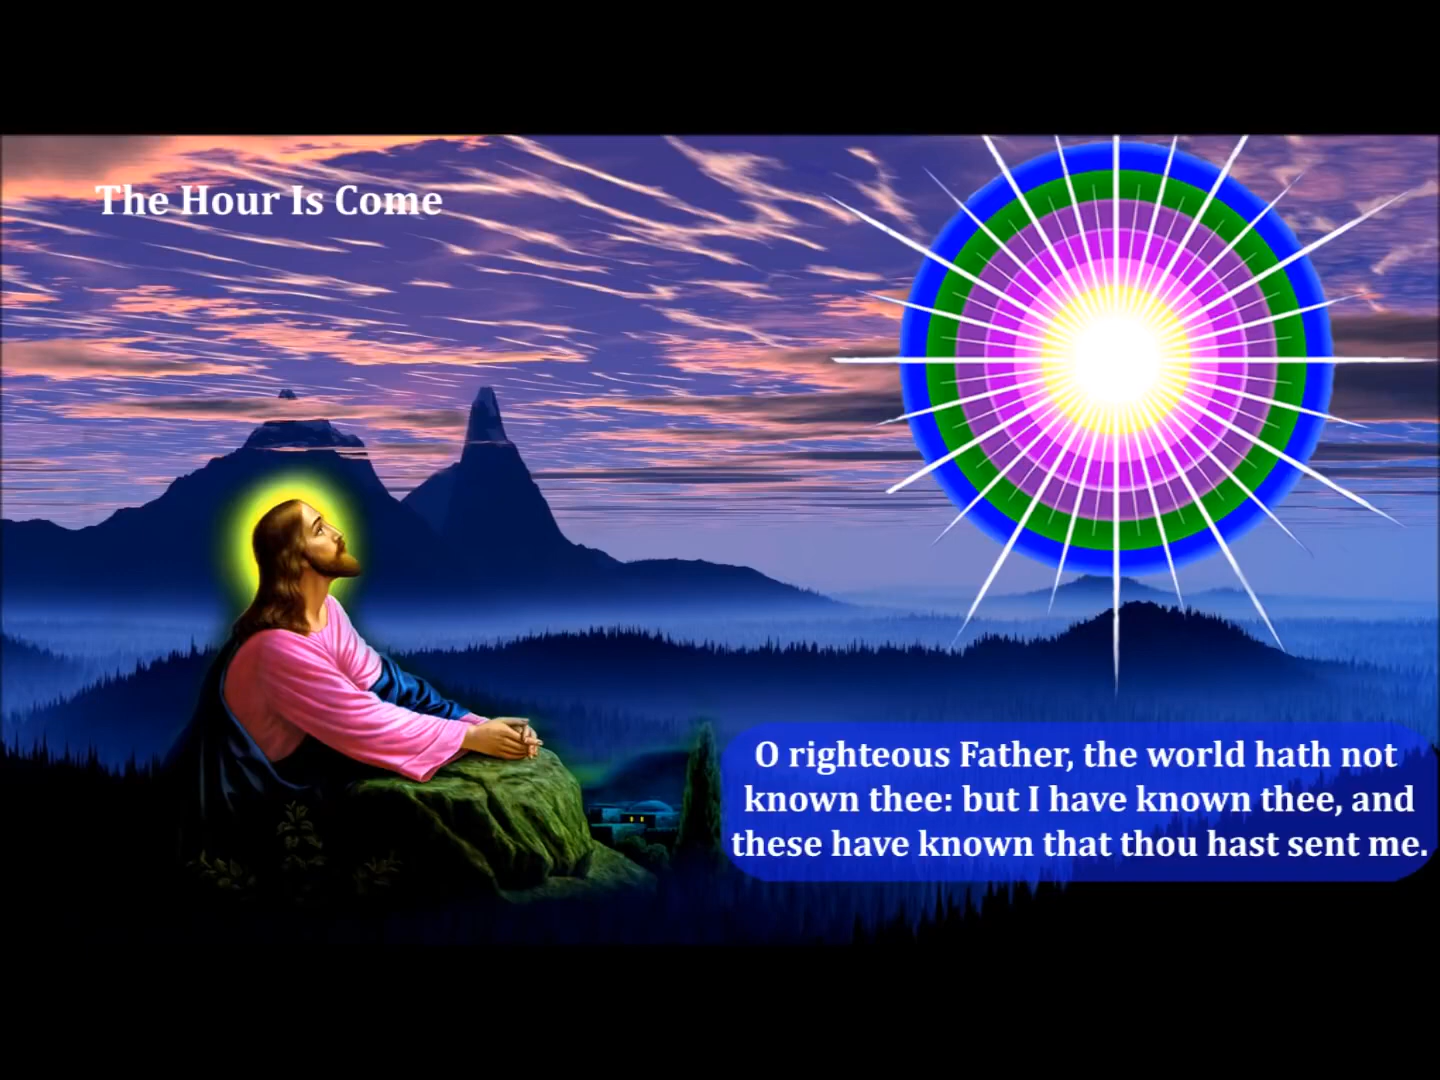 The Hour Is Come
O righteous Father, the world hath not
known thee: but I have known thee, and
these have known that thou hast sent me.